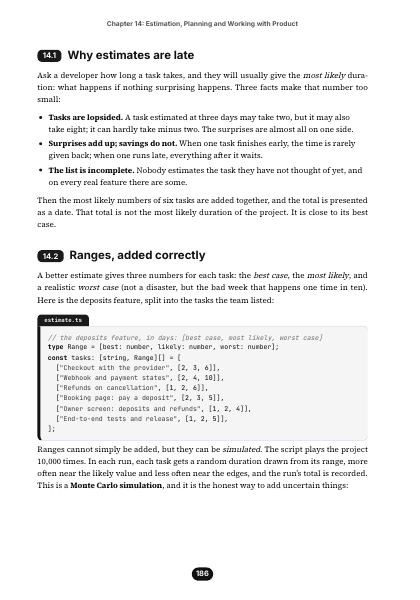 Chapter 14: Estimation, Planning and Working with Product
14.1 Why estimates are late
Ask a developer how long a task takes, and they will usually give the most likely dura-
tion: what happens if nothing surprising happens. Three facts make that number too
small:
• Tasks are lopsided. A task estimated at three days may take two, but it may also
take eight; it can hardly take minus two. The surprises are almost all on one side.
• Surprises add up; savings do not. When one task finishes early, the time is rarely
given back; when one runs late, everything after it waits.
• The list is incomplete. Nobody estimates the task they have not thought of yet, and
on every real feature there are some.
Then the most likely numbers of six tasks are added together, and the total is presented
as a date. That total is not the most likely duration of the project. It is close to its best
case.
14.2 Ranges, added correctly
A better estimate gives three numbers for each task: the best case, the most likely, and
a realistic worst case (not a disaster, but the bad week that happens one time in ten).
Here is the deposits feature, split into the tasks the team listed:
estimate.ts
// the deposits feature, in days: [best case, most likely, worst case]
type Range = [best: number, likely: number, worst: number];
const tasks: [string, Range][] = [
["Checkout with the provider", [2, 3, 6]],
["Webhook and payment states", [2, 4, 10]],
["Refunds on cancellation", [1, 2, 6]],
["Booking page: pay a deposit", [2, 3, 5]],
["Owner screen: deposits and refunds", [1, 2, 4]],
["End-to-end tests and release", [1, 2, 5]],
];
Ranges cannot simply be added, but they can be simulated. The script plays the project
10,000 times. In each run, each task gets a random duration drawn from its range, more
often near the likely value and less often near the edges, and the run's total is recorded.
This is a Monte Carlo simulation, and it is the honest way to add uncertain things:
186